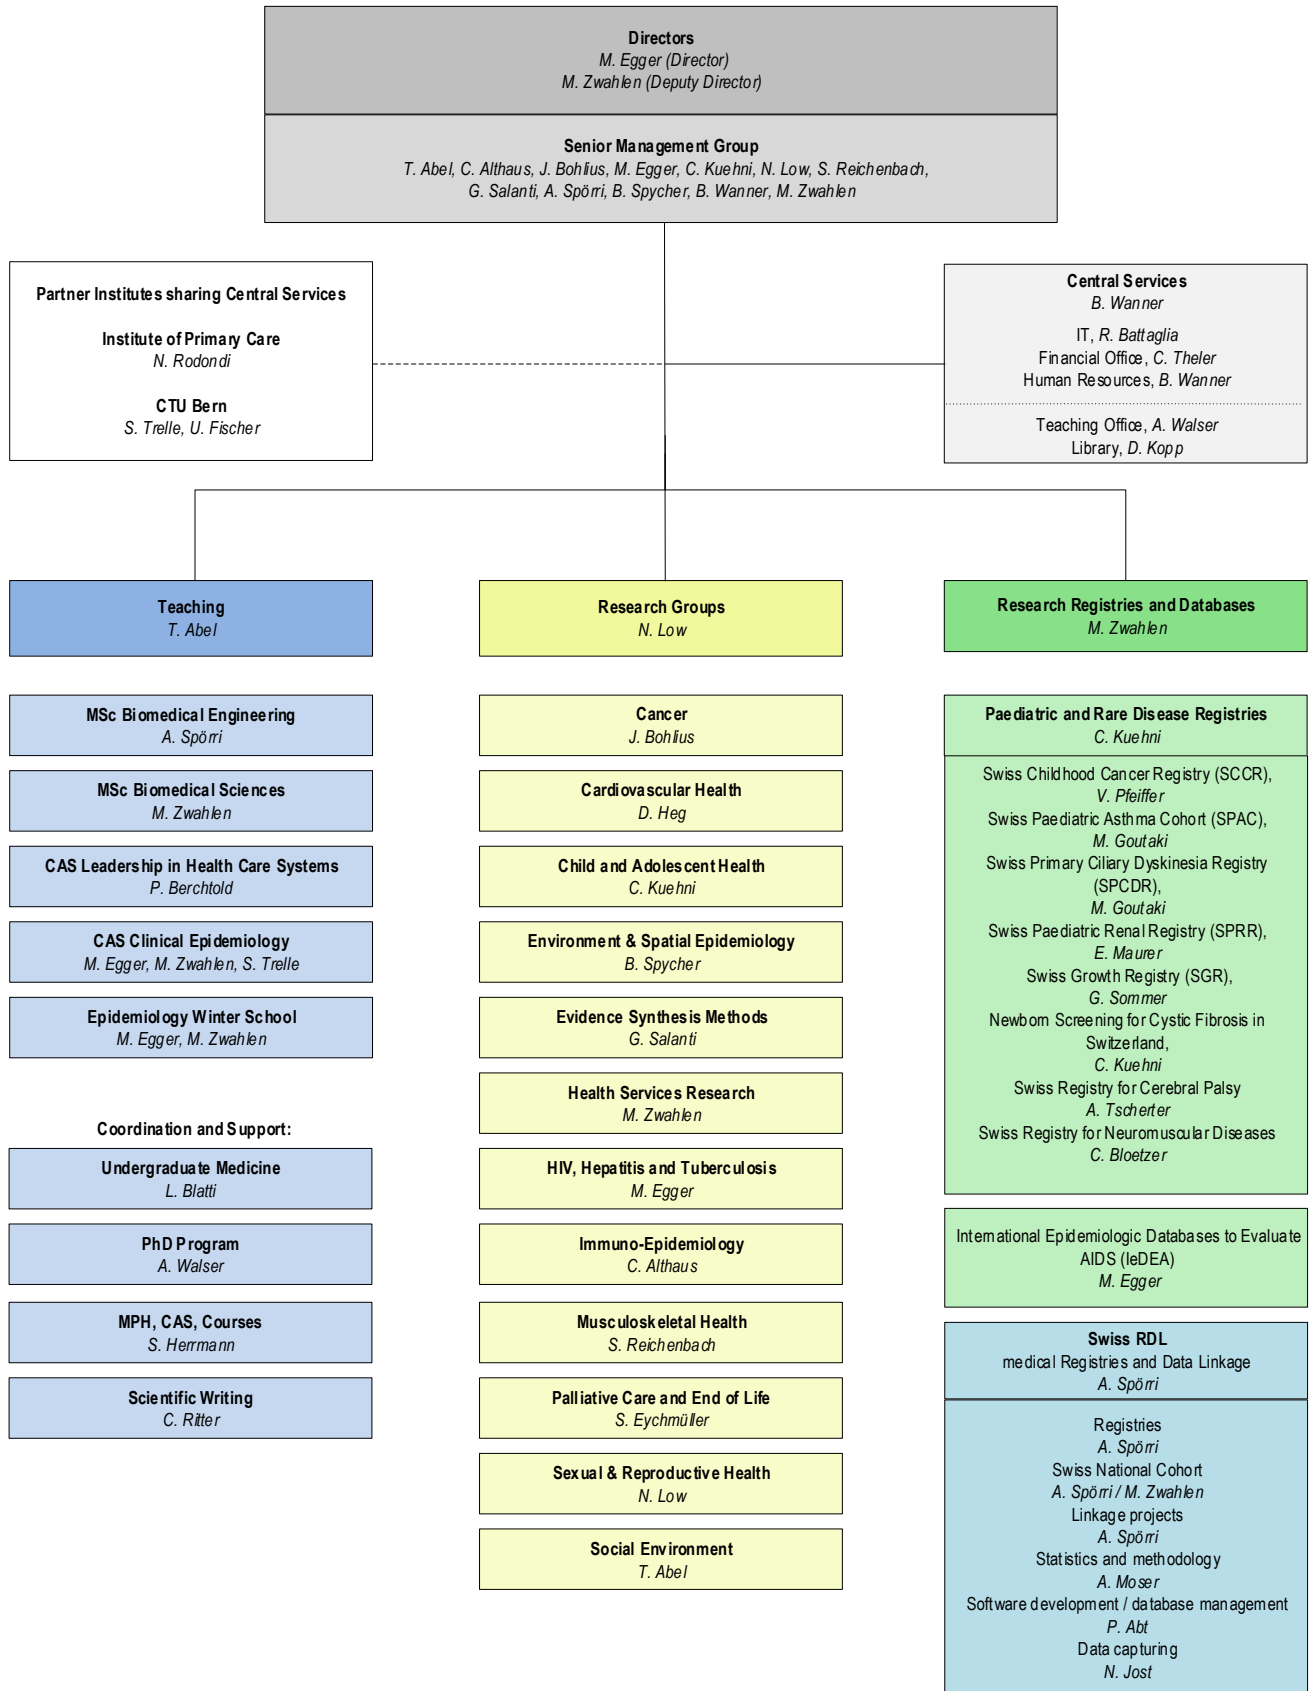 Directors
M. Egger (Director)
M. Zwahlen (Deputy Director)
Senior Management Group
T. Abel, C. Althaus, J. Bohlius, M. Egger, C. Kuehni, N. Low, S. Reichenbach,
G. Salanti, A. Spörri, B. Spycher, B. Wanner, M. Zwahlen
Partner Institutes sharing Central Services
Institute of Primary Care
N. Rodondi
CTU Bern
S. Trelle, U. Fischer
Central Services
B. Wanner
IT, R. Battaglia
Financial Office, C. Theler
Human Resources, B. Wanner
Teaching Office, A. Walser
Library, D. Kopp
Teaching
T. Abel
MSc Biomedical Engineering
A. Spörri
MSc Biomedical Sciences
M. Zwahlen
CAS Leadership in Health Care Systems
P. Berchtold
CAS Clinical Epidemiology
M. Egger, M. Zwahlen, S. Trelle
Epidemiology Winter School
M. Egger, M. Zwahlen
Coordination and Support:
Undergraduate Medicine
L. Blatti
PhD Program
A. Walser
MPH, CAS, Courses
S. Herrmann
Scientific Writing
C. Ritter
Research Groups
N. Low
Cancer
J. Bohlius
Cardiovascular Health
D. Heg
Child and Adolescent Health
C. Kuehni
Environment & Spatial Epidemiology
B. Spycher
Evidence Synthesis Methods
G. Salanti
Health Services Research
M. Zwahlen
HIV, Hepatitis and Tuberculosis
M. Egger
Immuno-Epidemiology
C. Althaus
Musculoskeletal Health
S. Reichenbach
Palliative Care and End of Life
S. Eychmüller
Sexual & Reproductive Health
N. Low
Social Environment
T. Abel
Research Registries and Databases
M. Zwahlen
Paediatric and Rare Disease Registries
C. Kuehni
Swiss Childhood Cancer Registry (SCCR),
V. Pfeiffer
Swiss Paediatric Asthma Cohort (SPAC),
M. Goutaki
Swiss Primary Ciliary Dyskinesia Registry
(SPCDR),
M. Goutaki
Swiss Paediatric Renal Registry (SPRR),
E. Maurer
Swiss Growth Registry (SGR),
G. Sommer
Newborn Screening for Cystic Fibrosis in
Switzerland,
C. Kuehni
Swiss Registry for Cerebral Palsy
A. Tscherter
Swiss Registry for Neuromuscular Diseases
C. Bloetzer
International Epidemiologic Databases to Evaluate
AIDS (IeDEA)
M. Egger
Swiss RDL
medical Registries and Data Linkage
A. Spörri
Registries
A. Spörri
Swiss National Cohort
A. Spörri / M. Zwahlen
Linkage projects
A. Spörri
Statistics and methodology
A. Moser
Software development / database management
P. Abt
Data capturing
N. Jost